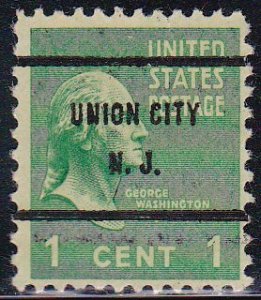 UNITED
STATES
POSTAGE
UNION CITY
N. J.
GEORGE
WASHINGTON
1 CENT 1